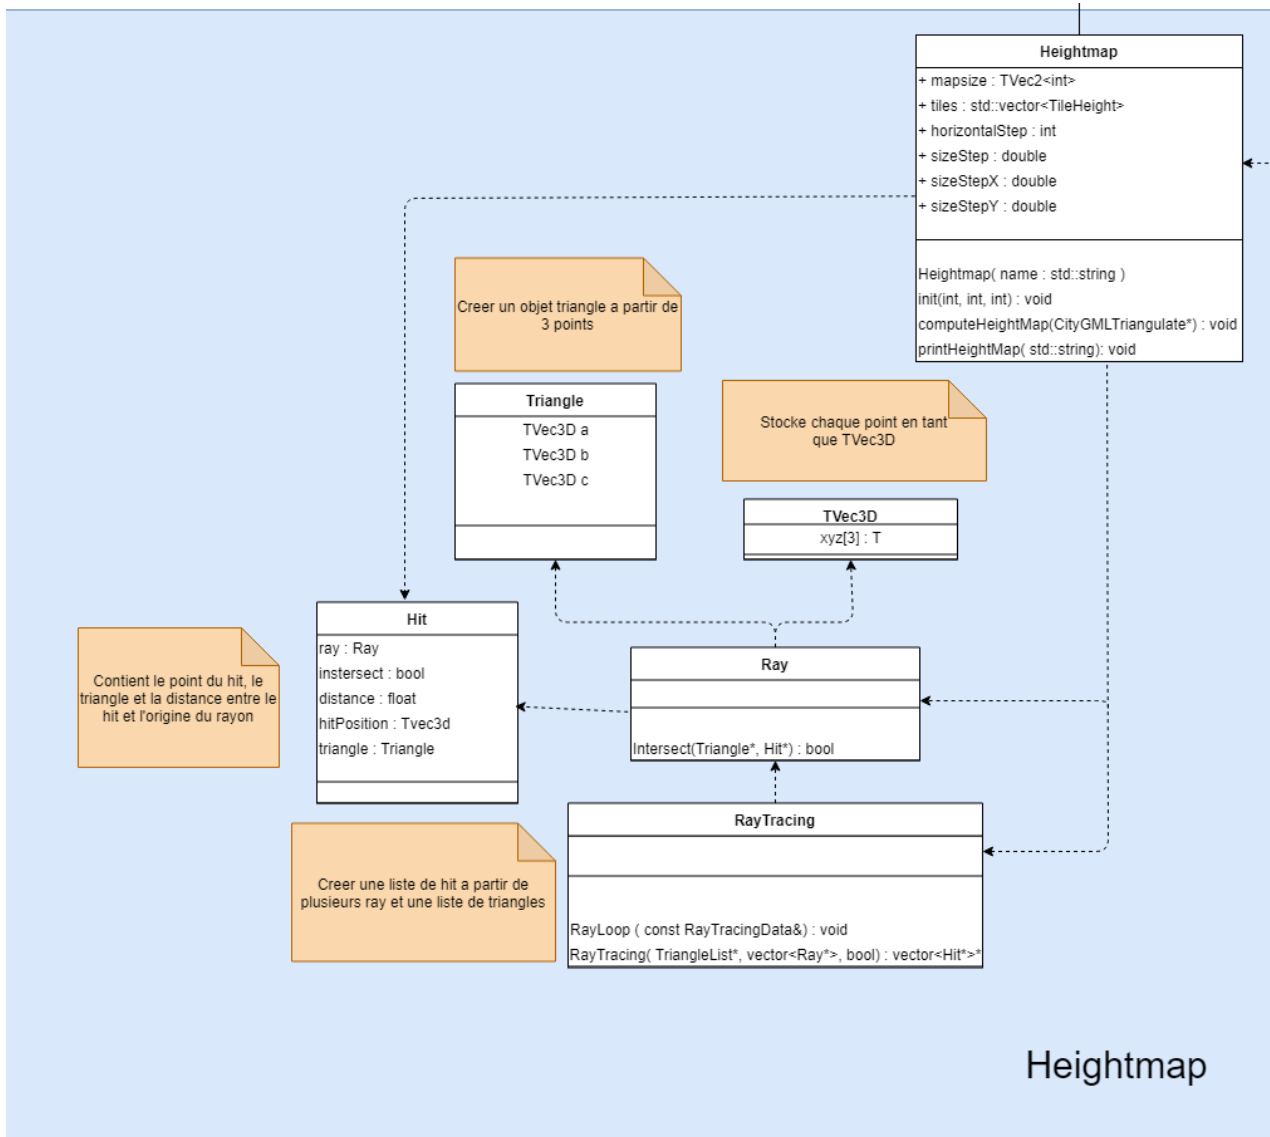 Heightmap
+ mapsize : TVec2<int>
+ tiles : std::vector<TileHeight>
+ horizontalStep : int
+ sizeStep : double
+ sizeStepX : double
+ sizeStepY : double
Heightmap( name : std::string )
init(int, int, int) : void
computeHeightMap(CityGMLTriangulate*) : void
printHeightMap( std::string): void
Creer un objet triangle a partir de
3 points
Triangle
TVec3D a
TVec3D b
TVec3D c
Stocke chaque point en tant
que TVec3D
TVec3D
xyz[3] : T
Hit
ray : Ray
instersect : bool
distance : float
hitPosition : Tvec3d
triangle : Triangle
Contient le point du hit, le
triangle et la distance entre le
hit et l'origine du rayon
Ray
Intersect(Triangle*, Hit*) : bool
RayTracing
RayLoop ( const RayTracingData&) : void
RayTracing( TriangleList*, vector<Ray*>, bool) : vector<Hit*>*
Creer une liste de hit a partir de
plusieurs ray et une liste de triangles
Heightmap